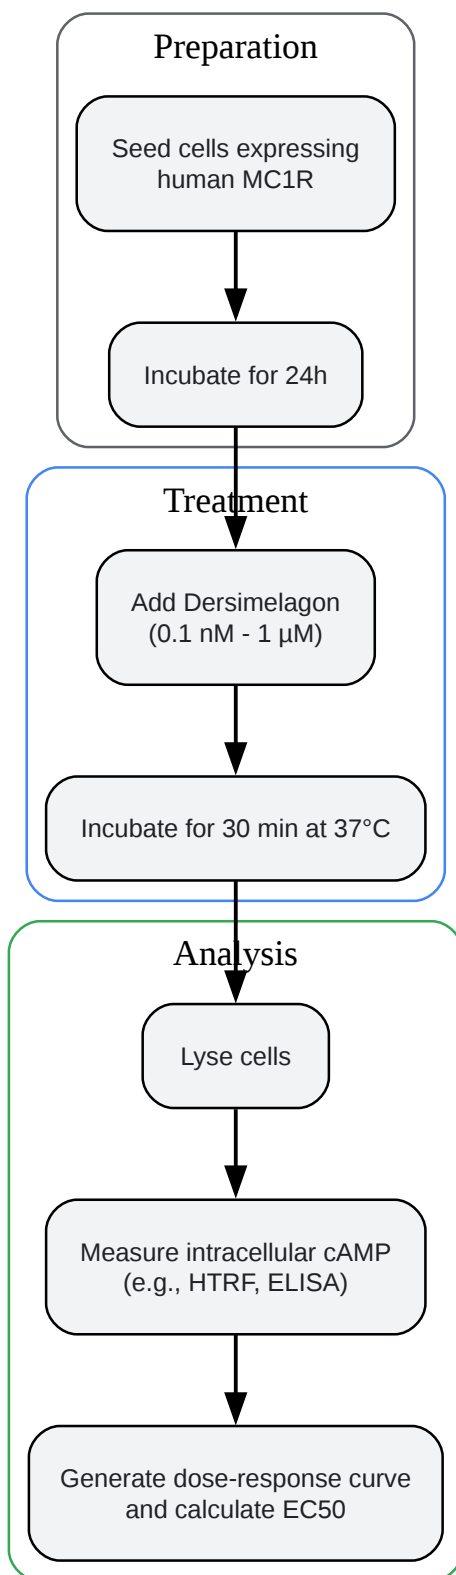 Preparation
Seed cells expressing
human MC1R
Incubate for 24h
Treatment
Add Dersimelagon
(0.1 nM - 1 µM)
Incubate for 30 min at 37°C
Analysis
Lyse cells
Measure intracellular cAMP
(e.g., HTRF, ELISA)
Generate dose-response curve
and calculate EC50